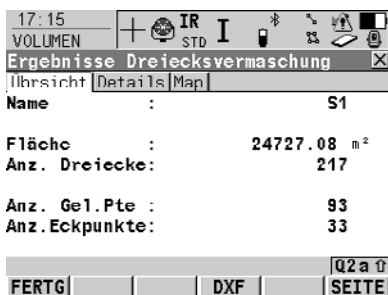 17:15
VOLUMEN
IR
STD
I
Ergebnisse Dreiecksvermaschung
Übrsicht Details Map
Name : S1
Fläche : 24727.08 m²
Anz. Dreiecke: 217
Anz. Gel.Pte : 93
Anz.Eckpunkte: 33
Q2a⇧
FERTG DXF SEITE